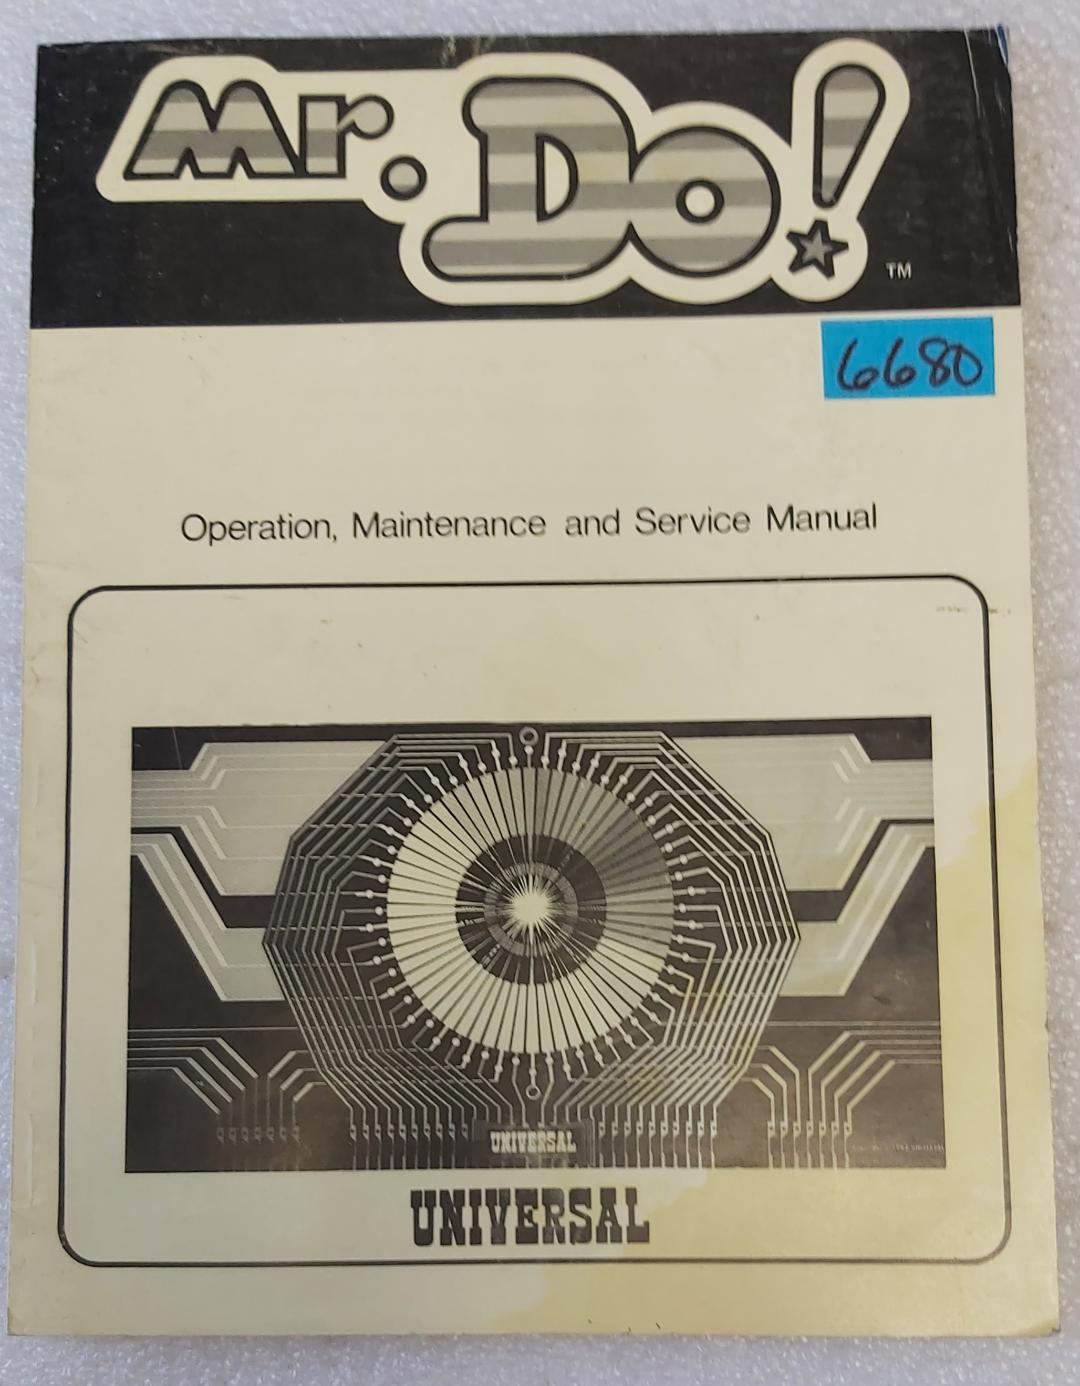 Mr. Do!
TM
6680
Operation, Maintenance and Service Manual
UNIVERSAL
UNIVERSAL